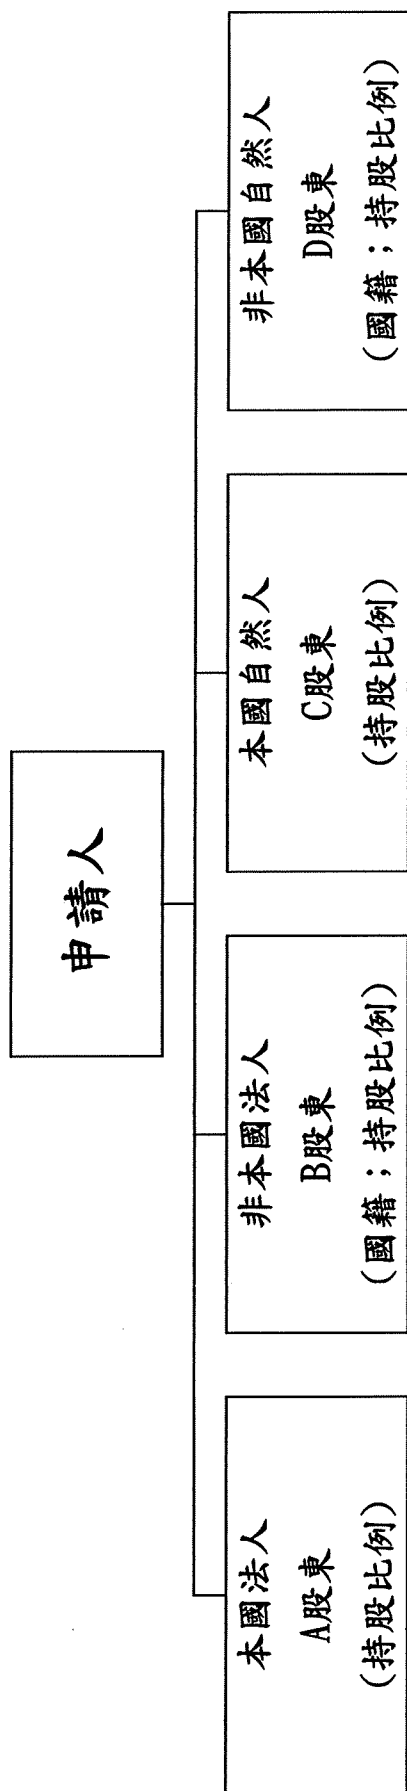 申請人
本國法人
A股東
(持股比例)
非本國法人
B股東
(國籍；持股比例)
本國自然人
C股東
(持股比例)
非本國自然人
D股東
(國籍；持股比例)